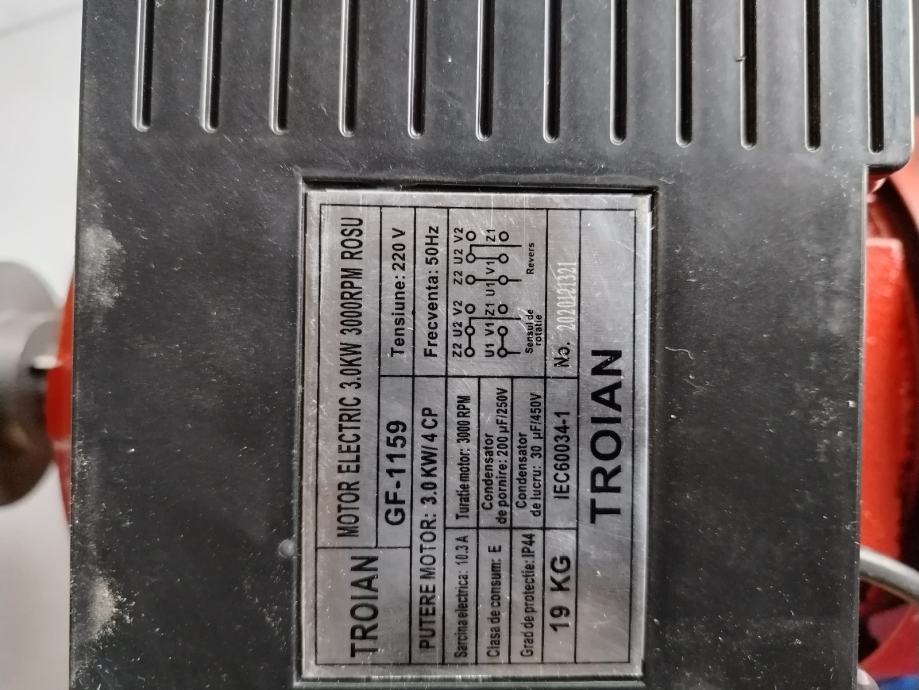 TROIAN
MOTOR ELECTRIC 3.0KW 3000RPM ROSU
GF-1159
Tensiune: 220 V
PUTERE MOTOR: 3.0 KW/ 4 CP
Frecventa: 50Hz
Sarcina electrica: 10.3 A
Turatie motor: 3000 RPM
Clasa de consum: E
Condensator
de pornire: 200 µF/250V
Grad de protectie: IP44
Condensator
de lucru: 30 µF/450V
Z2 U2 V2
U1 V1 Z1
Sensul de
rotatie
Z2 U2 V2
U1 V1 Z1
Revers
19 KG
IEC60034-1
No.
TROIAN